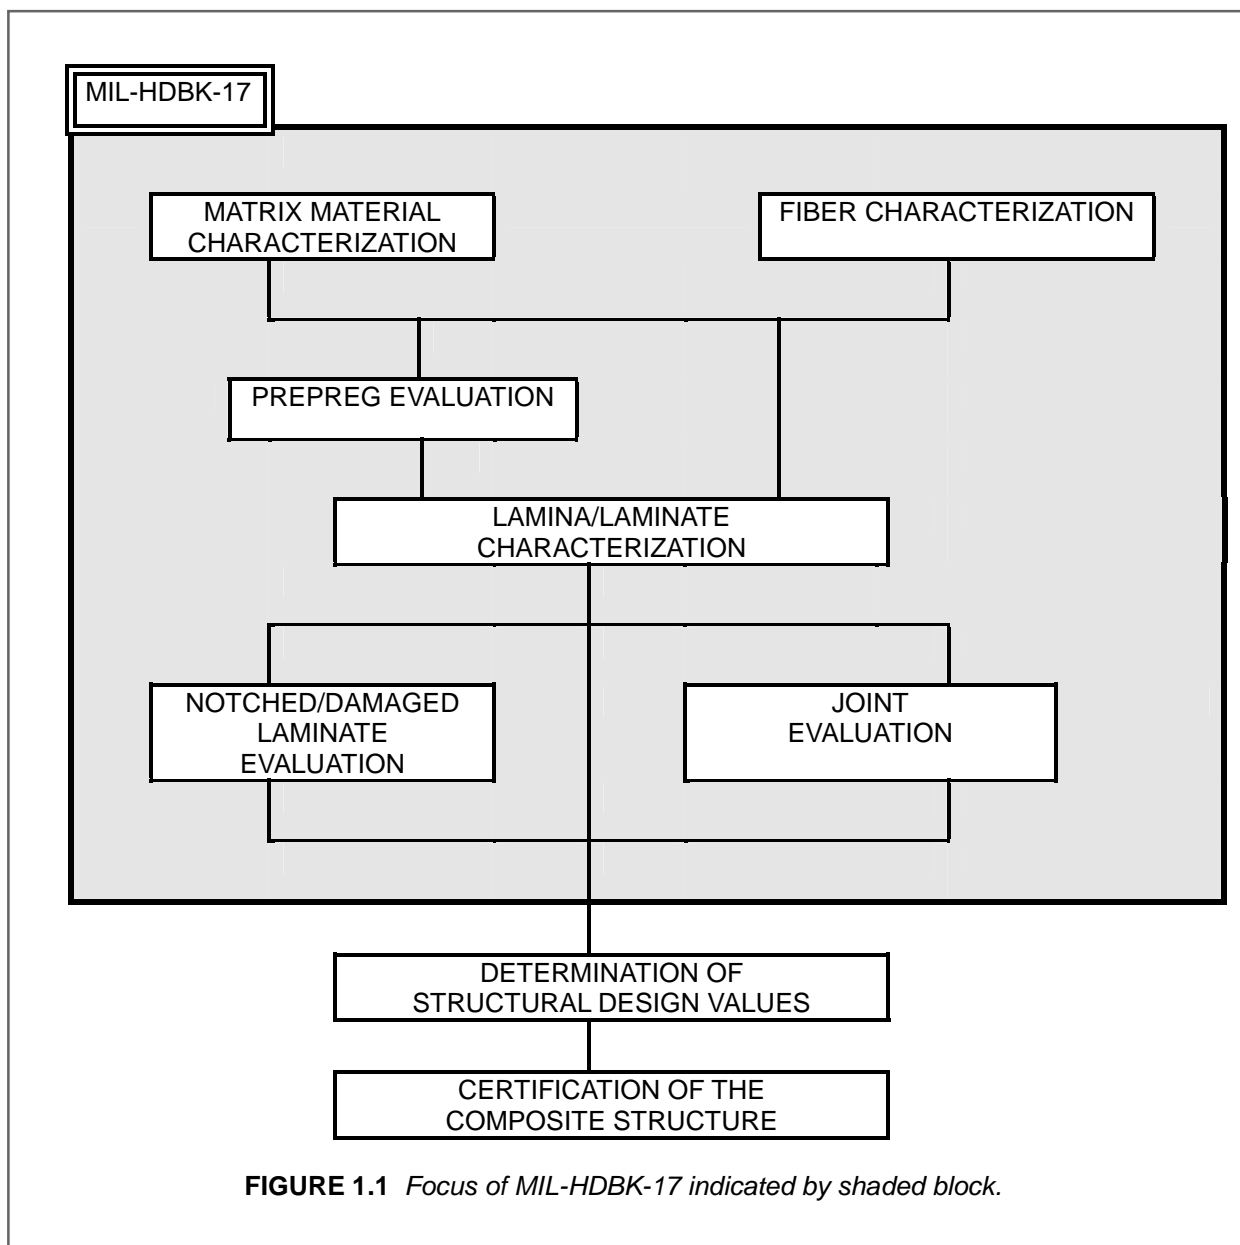 MIL-HDBK-17
MATRIX MATERIAL
CHARACTERIZATION
FIBER CHARACTERIZATION
PREPREG EVALUATION
LAMINA/LAMINATE
CHARACTERIZATION
NOTCHED/DAMAGED
LAMINATE
EVALUATION
JOINT
EVALUATION
DETERMINATION OF
STRUCTURAL DESIGN VALUES
CERTIFICATION OF THE
COMPOSITE STRUCTURE
FIGURE 1.1 Focus of MIL-HDBK-17 indicated by shaded block.